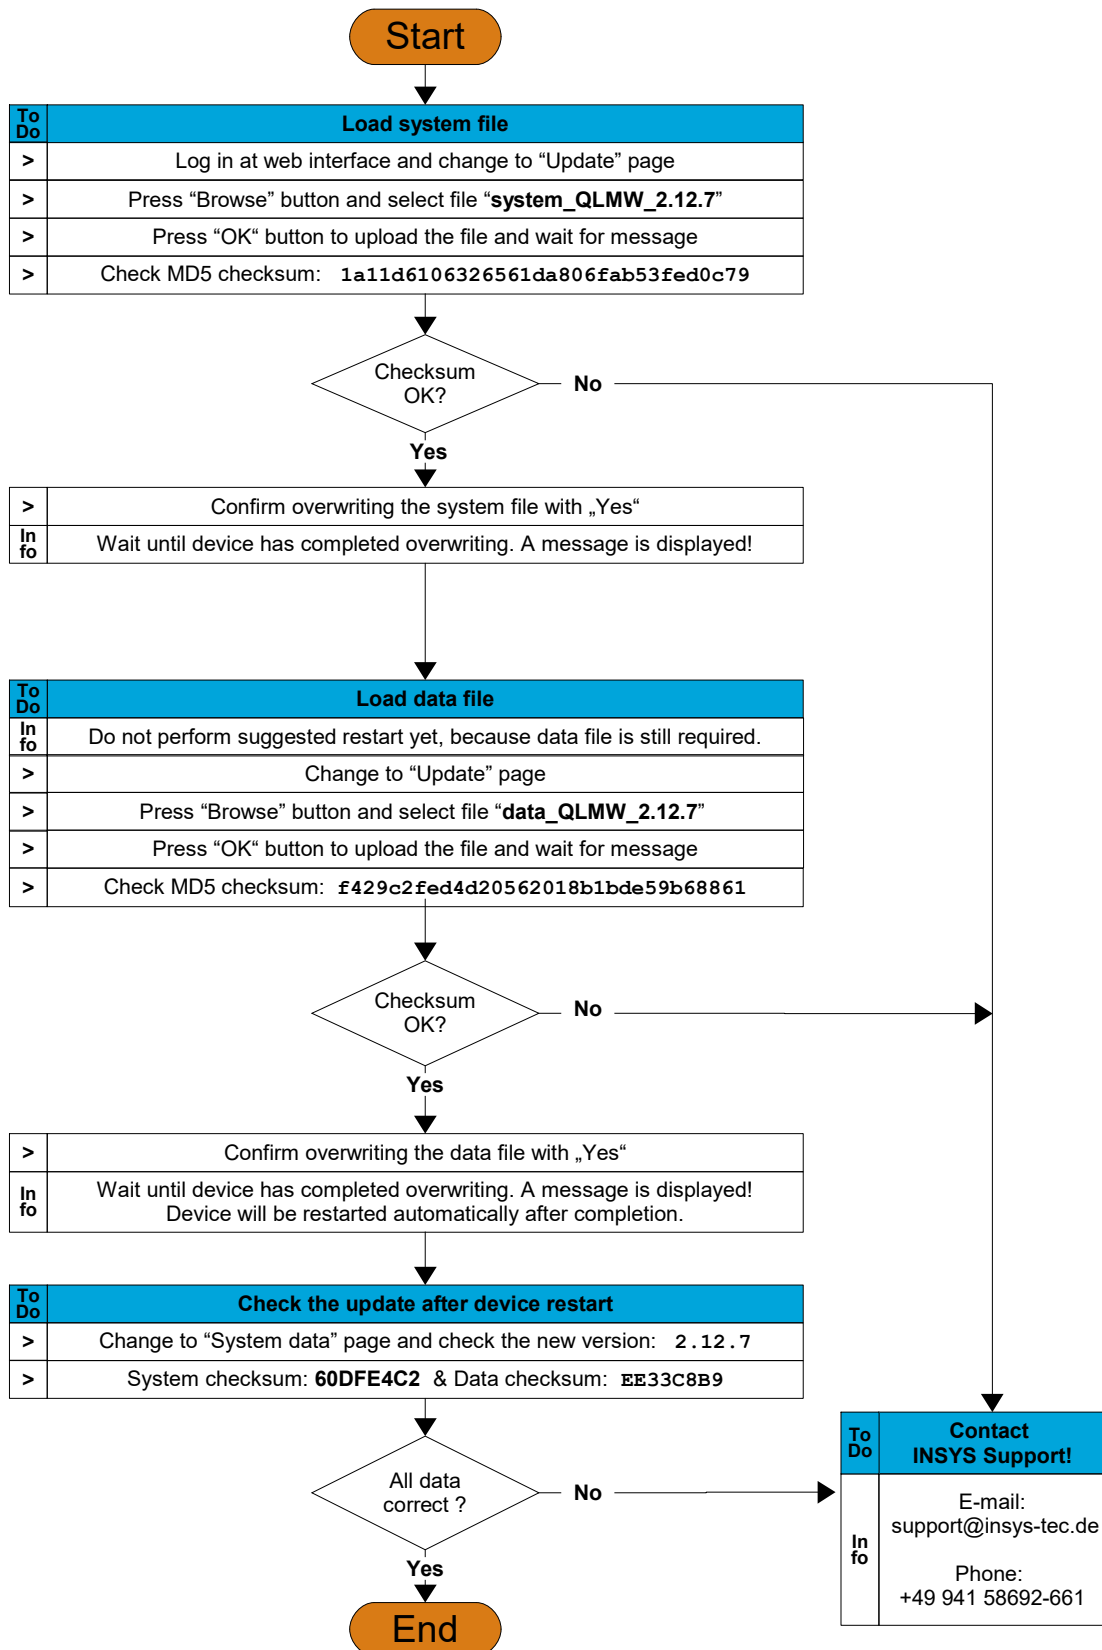 Start
To Do Load system file
> Log in at web interface and change to “Update” page
> Press “Browse” button and select file “system_QLMW_2.12.7”
> Press “OK“ button to upload the file and wait for message
> Check MD5 checksum: 1a11d6106326561da806fab53fed0c79
Checksum
OK?
No
Yes
> Confirm overwriting the system file with „Yes“
In fo Wait until device has completed overwriting. A message is displayed!
To Do Load data file
In fo Do not perform suggested restart yet, because data file is still required.
> Change to “Update” page
> Press “Browse” button and select file “data_QLMW_2.12.7”
> Press “OK“ button to upload the file and wait for message
> Check MD5 checksum: f429c2fed4d20562018b1bde59b68861
Checksum
OK?
No
Yes
> Confirm overwriting the data file with „Yes“
In fo Wait until device has completed overwriting. A message is displayed!
Device will be restarted automatically after completion.
To Do Check the update after device restart
> Change to “System data” page and check the new version: 2.12.7
> System checksum: 60DFE4C2 & Data checksum: EE33C8B9
All data
correct ?
No
Yes
End
To Do Contact
INSYS Support!
In fo E-mail:
support@insys-tec.de
Phone:
+49 941 58692-661